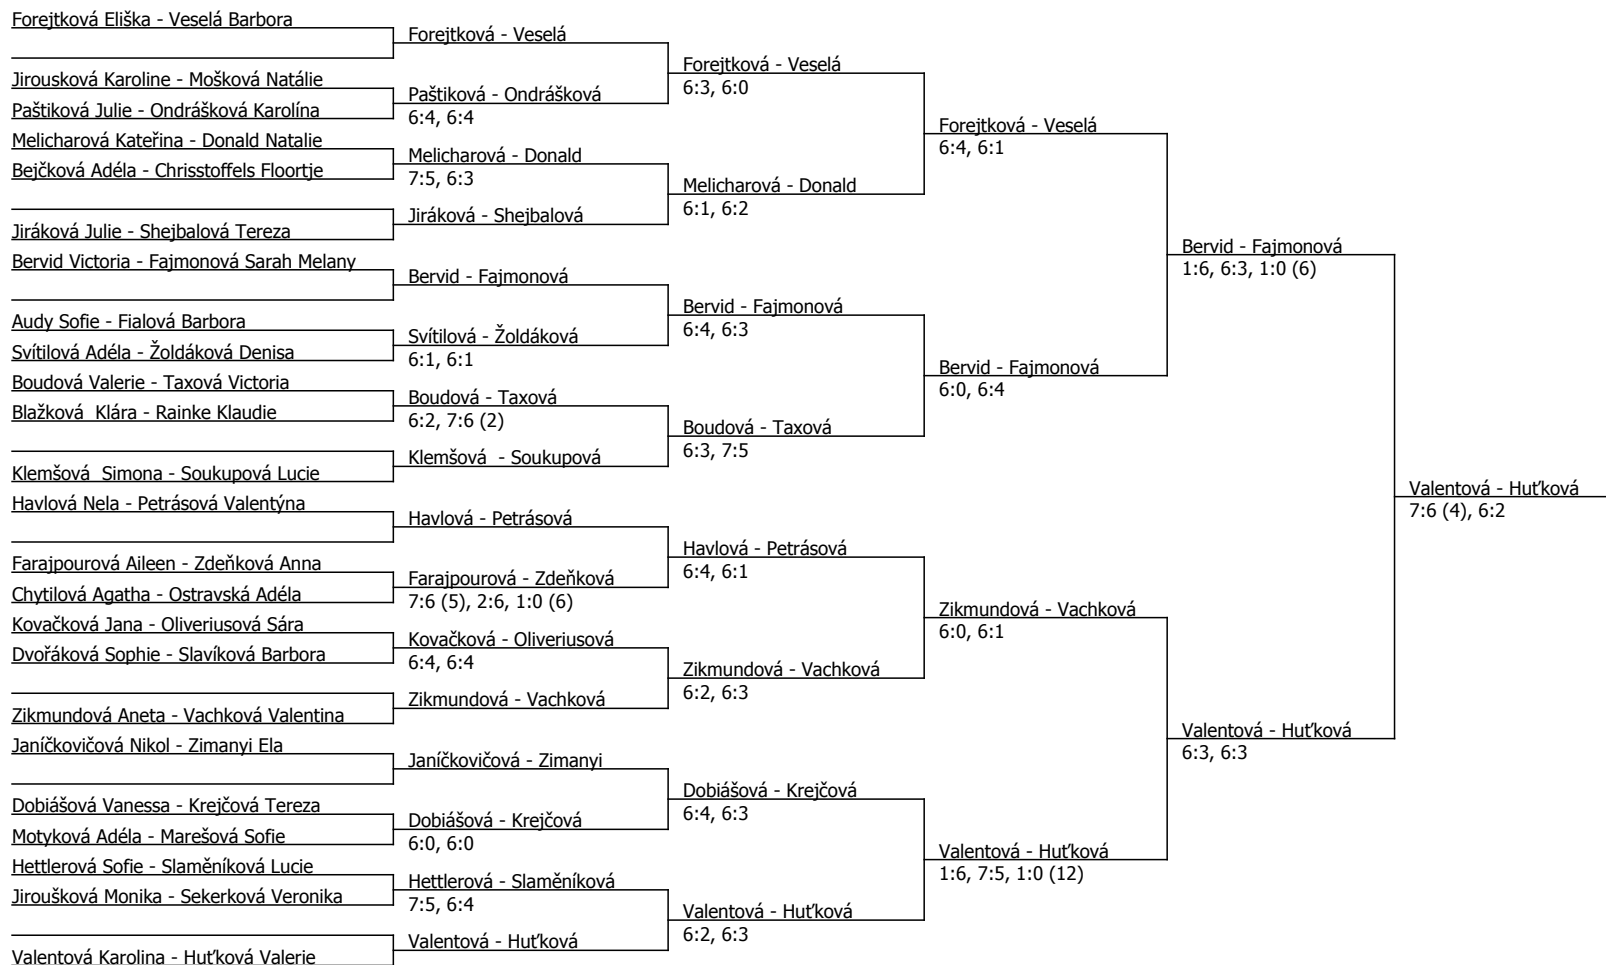 Forejtková Eliška - Veselá Barbora
Jirousková Karoline - Mošková Natálie
Paštiková Julie - Ondrášková Karolína
Melicharová Kateřina - Donald Natalie
Bejčková Adéla - Chrisstoffels Floortje
Jiráková Julie - Shejbalová Tereza
Bervid Victoria - Fajmonová Sarah Melany
Audy Sofie - Fialová Barbora
Svítilová Adéla - Žoldáková Denisa
Boudová Valerie - Taxová Victoria
Blažková  Klára - Rainke Klaudie
Klemšová  Simona - Soukupová Lucie
Havlová Nela - Petrásová Valentýna
Farajpourová Aileen - Zdeňková Anna
Chytilová Agatha - Ostravská Adéla
Kovačková Jana - Oliveriusová Sára
Dvořáková Sophie - Slavíková Barbora
Zikmundová Aneta - Vachková Valentina
Janíčkovičová Nikol - Zimanyi Ela
Dobiášová Vanessa - Krejčová Tereza
Motyková Adéla - Marešová Sofie
Hettlerová Sofie - Slaměníková Lucie
Jiroušková Monika - Sekerková Veronika
Valentová Karolina - Huťková Valerie
Forejtková - Veselá
Paštiková - Ondrášková
6:4, 6:4
Melicharová - Donald
7:5, 6:3
Jiráková - Shejbalová
Bervid - Fajmonová
Svítilová - Žoldáková
6:1, 6:1
Boudová - Taxová
6:2, 7:6 (2)
Klemšová  - Soukupová
Havlová - Petrásová
Farajpourová - Zdeňková
7:6 (5), 2:6, 1:0 (6)
Kovačková - Oliveriusová
6:4, 6:4
Zikmundová - Vachková
Janíčkovičová - Zimanyi
Dobiášová - Krejčová
6:0, 6:0
Hettlerová - Slaměníková
7:5, 6:4
Valentová - Huťková
Forejtková - Veselá
6:3, 6:0
Melicharová - Donald
6:1, 6:2
Bervid - Fajmonová
6:4, 6:3
Boudová - Taxová
6:3, 7:5
Havlová - Petrásová
6:4, 6:1
Zikmundová - Vachková
6:2, 6:3
Dobiášová - Krejčová
6:4, 6:3
Valentová - Huťková
6:2, 6:3
Forejtková - Veselá
6:4, 6:1
Bervid - Fajmonová
6:0, 6:4
Zikmundová - Vachková
6:0, 6:1
Valentová - Huťková
1:6, 7:5, 1:0 (12)
Bervid - Fajmonová
1:6, 6:3, 1:0 (6)
Valentová - Huťková
6:3, 6:3
Valentová - Huťková
7:6 (4), 6:2